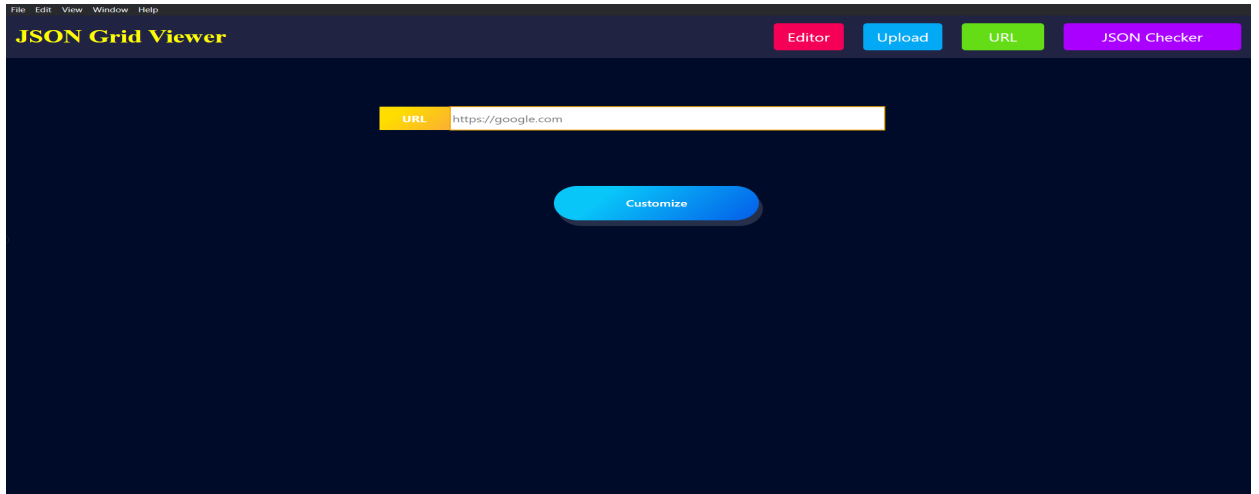 File Edit View Window Help
JSON Grid Viewer Editor Upload URL JSON Checker
URL https://google.com
Customize